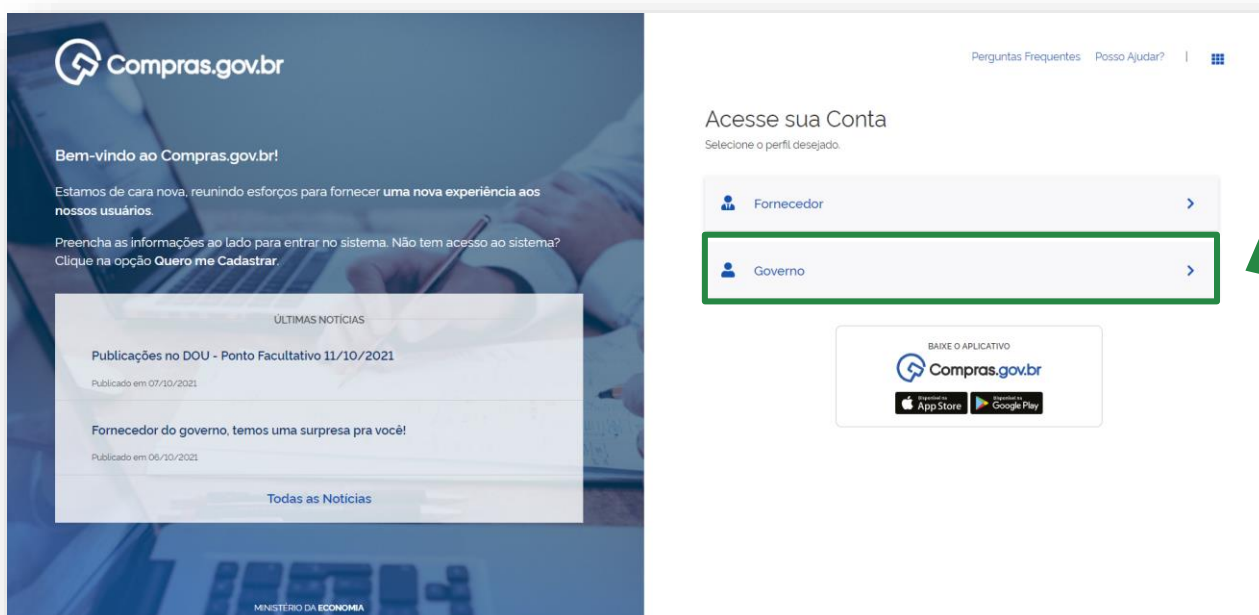 Compras.gov.br
Bem-vindo ao Compras.gov.br!
Estamos de cara nova, reunindo esforços para fornecer uma nova experiência aos
nossos usuários.
Preencha as informações ao lado para entrar no sistema. Não tem acesso ao sistema?
Clique na opção Quero me Cadastrar.
ÚLTIMAS NOTÍCIAS
Publicações no DOU - Ponto Facultativo 11/10/2021
Publicado em 07/10/2021
Fornecedor do governo, temos uma surpresa pra você!
Publicado em 06/10/2021
Todas as Notícias
MINISTÉRIO DA ECONOMIA
Perguntas Frequentes Posso Ajudar? |
Acesse sua Conta
Selecione o perfil desejado.
Fornecedor
Governo
BAIXE O APLICATIVO
Compras.gov.br
Disponível na
App Store
Disponível no
Google Play